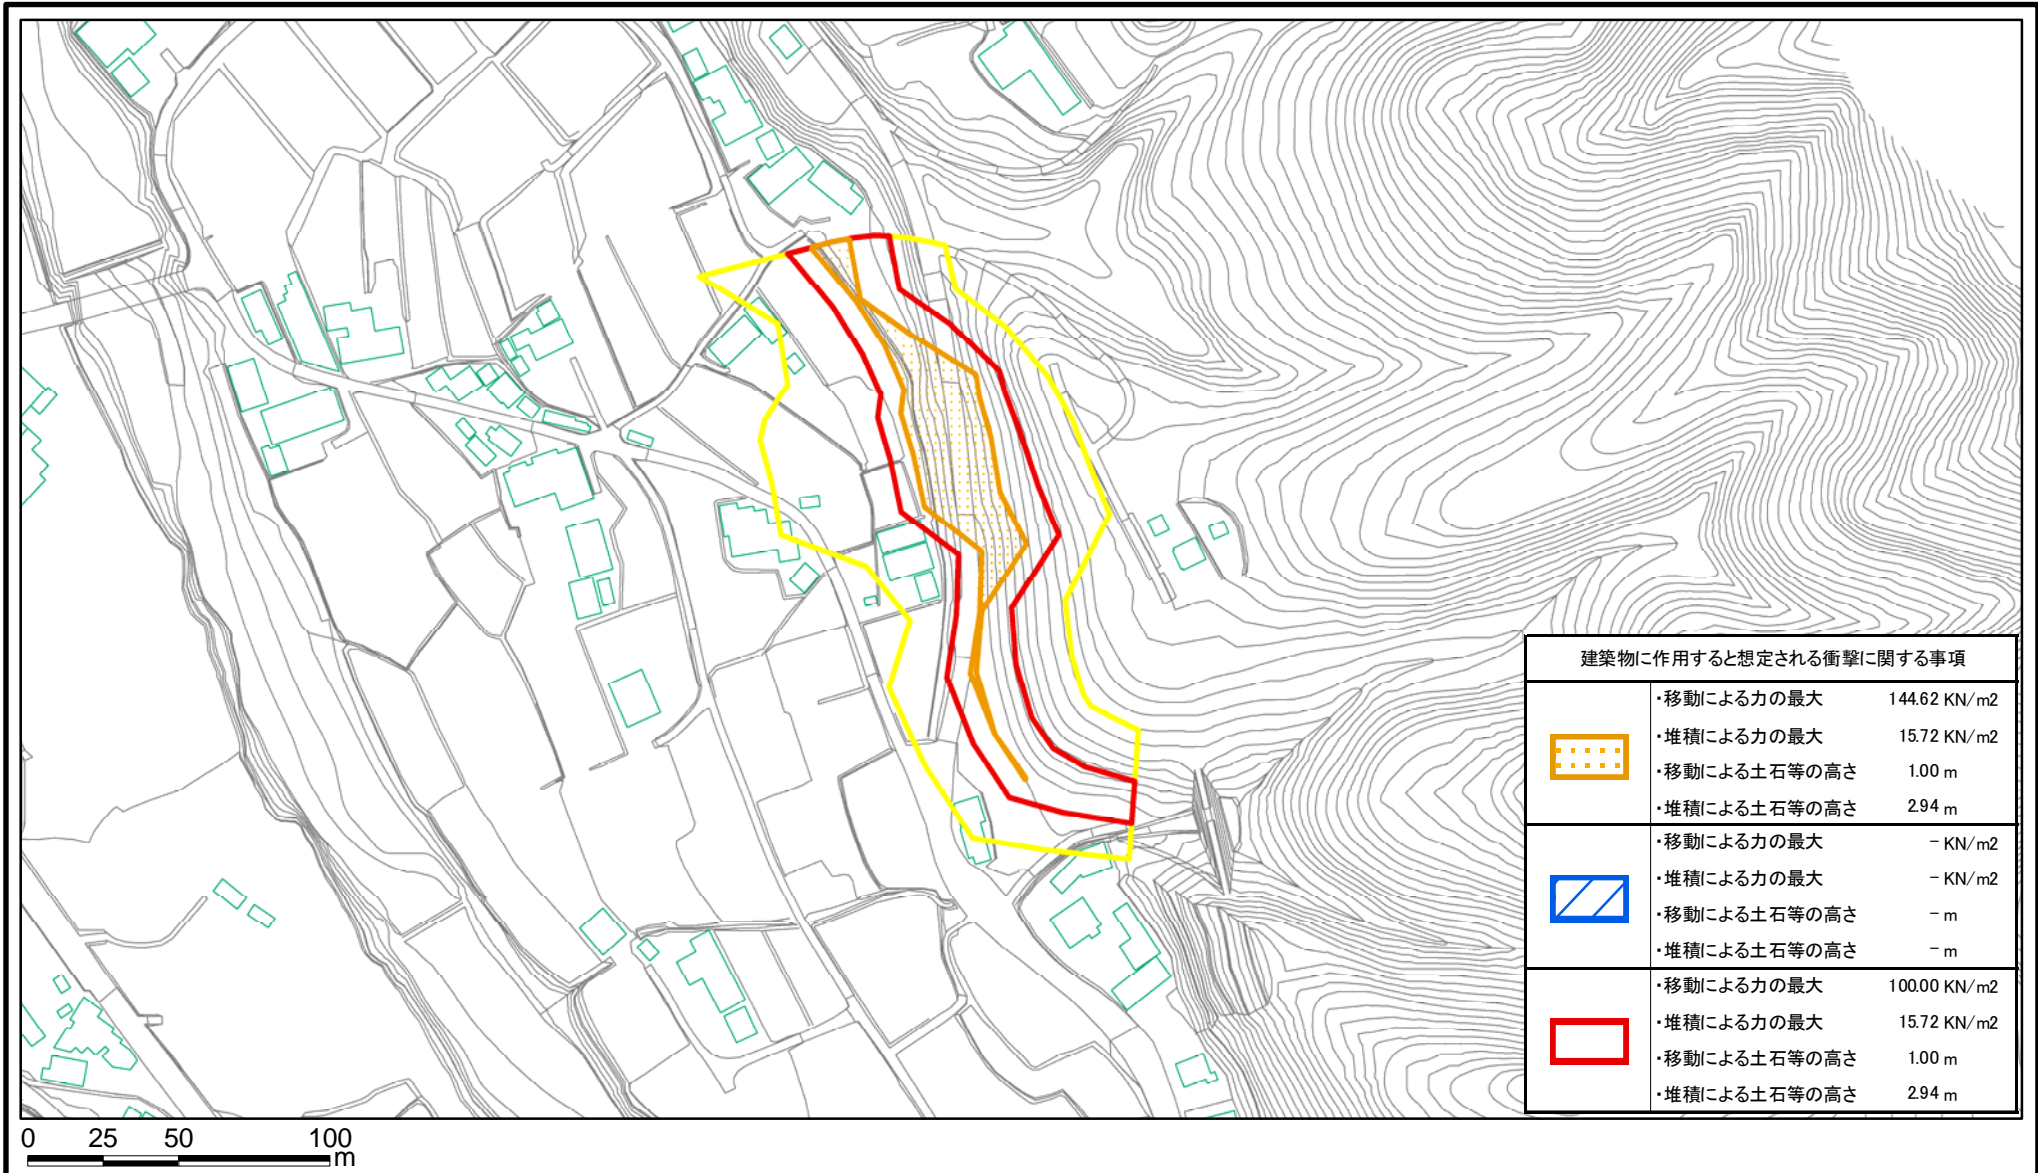 建築物に作用すると想定される衝撃に関する事項
・移動による力の最大 144.62 KN/m2
・堆積による力の最大 15.72 KN/m2
・移動による土石等の高さ 1.00 m
・堆積による土石等の高さ 2.94 m
・移動による力の最大 － KN/m2
・堆積による力の最大 － KN/m2
・移動による土石等の高さ － m
・堆積による土石等の高さ － m
・移動による力の最大 100.00 KN/m2
・堆積による力の最大 15.72 KN/m2
・移動による土石等の高さ 1.00 m
・堆積による土石等の高さ 2.94 m
0 25 50 100
m